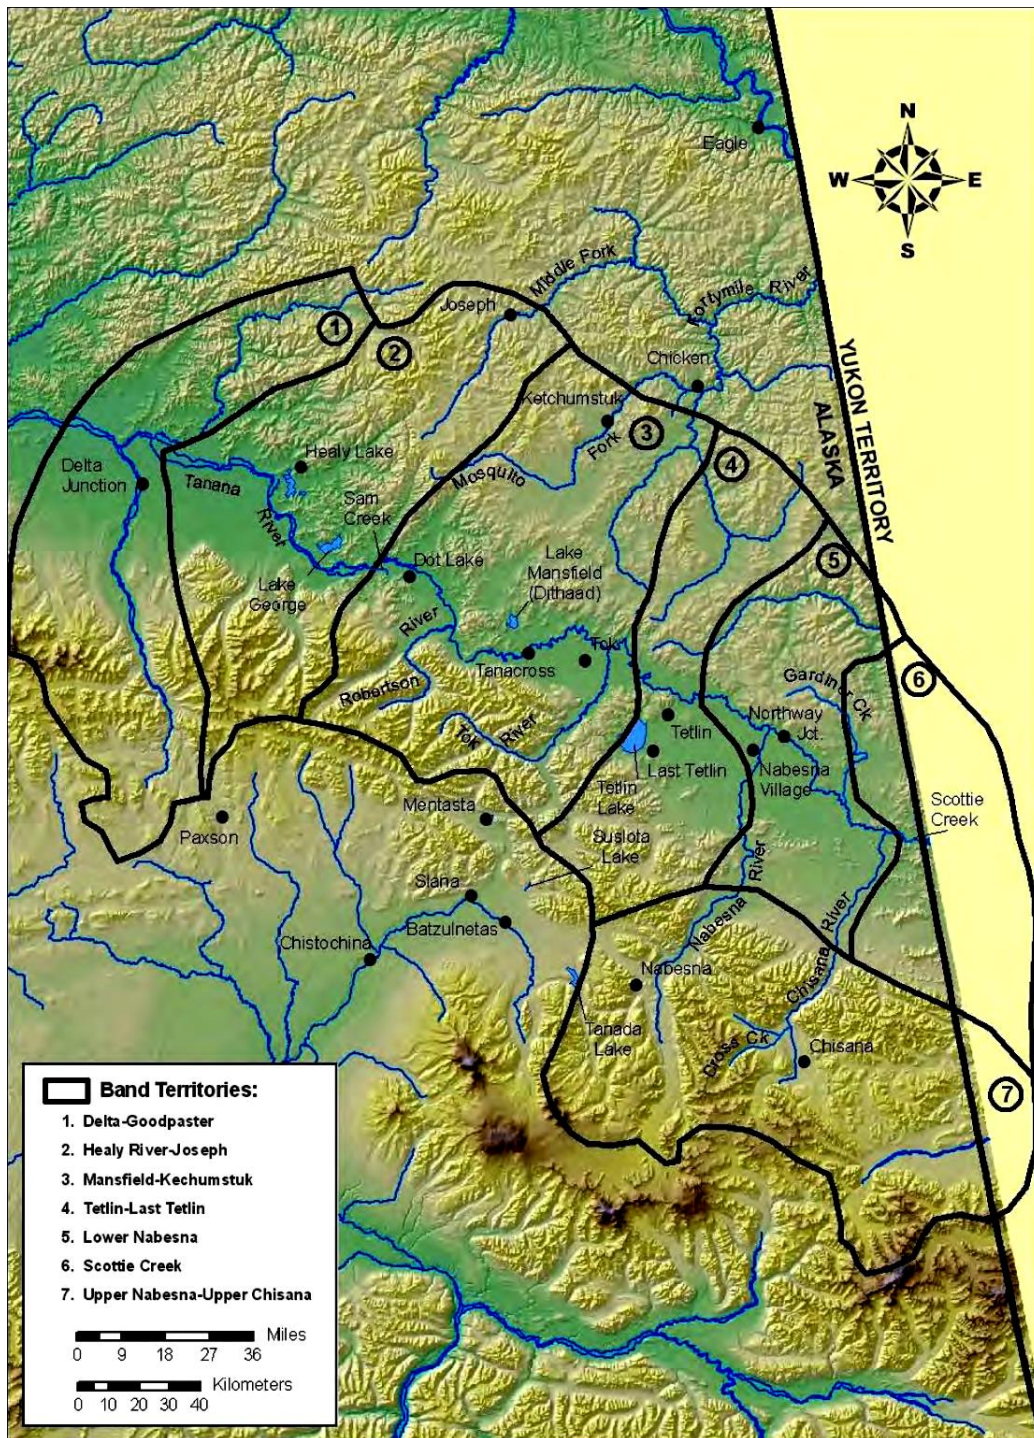 Eagle
N
W
E
S
Middle Fork
Fortymile River
Joseph
1
2
Chicken
YUKON TERRITORY
ALASKA
Ketchumstuk
3
Fork
4
Healy Lake
Mosquito
Delta
Junction
Tanana
River
Sam
Creek
5
Dot Lake
Lake
Mansfield
(Dithaad)
Lake
George
River
Tok
Tanacross
Robertson
6
Gardiner Ck
Tok
River
Tetlin
Northway
Jct.
Last Tetlin
Nabesna
Village
Tetlin
Lake
Mentasta
Scottie
Creek
Paxson
Suslota
Lake
River
Slana
Batzulnetas
Nabesna
Chisana River
Chistochina
Nabesna
Tanada
Lake
Cross Ck
Chisana
7
Band Territories:
1. Delta-Goodpaster
2. Healy River-Joseph
3. Mansfield-Kechumstuk
4. Tetlin-Last Tetlin
5. Lower Nabesna
6. Scottie Creek
7. Upper Nabesna-Upper Chisana
Miles
0 9 18 27 36
Kilometers
0 10 20 30 40